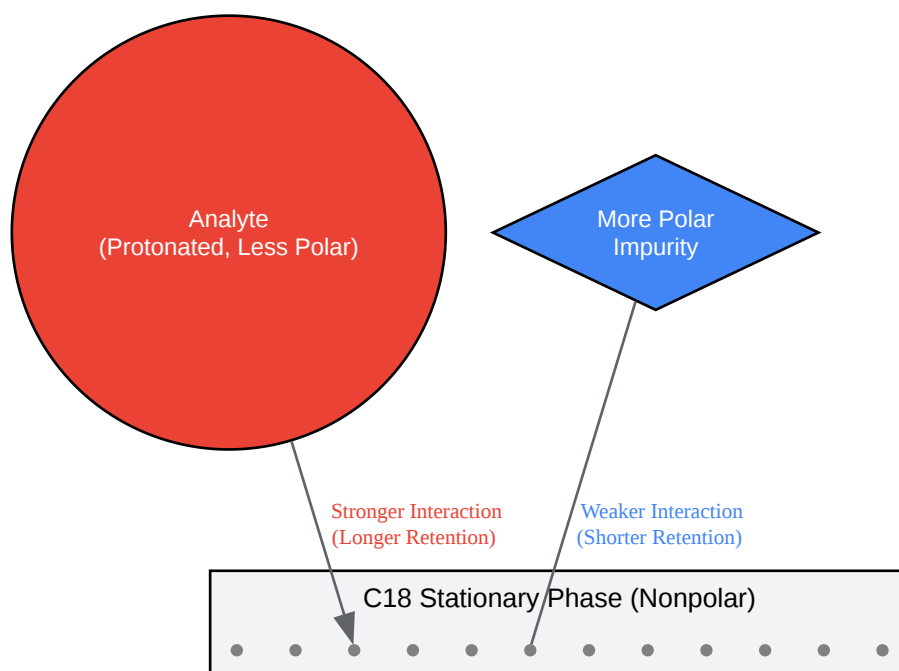 Analyte
(Protonated, Less Polar)
More Polar
Impurity
Stronger Interaction
(Longer Retention)
Weaker Interaction
(Shorter Retention)
C18 Stationary Phase (Nonpolar)